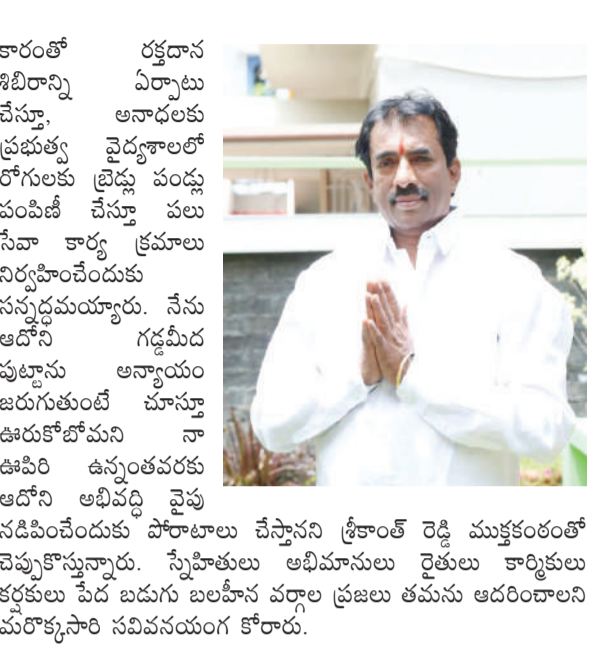 కారంతో రక్తదాన
శిబిరాన్ని ఏర్పాటు
చేస్తూ, అనాధలకు
ప్రభుత్వ వైద్యశాలలో
రోగులకు బ్రెడ్లు పండ్లు
పంపిణీ చేస్తూ పలు
సేవా కార్య క్రమాలు
నిర్వహించేందుకు
సన్నద్ధమయ్యారు. నేను
ఆదోని గడ్డమీద
పుట్టాను అన్యాయం
జరుగుతుంటే చూస్తూ
ఊరుకోబోమని నా
ఊపిరి ఉన్నంతవరకు
ఆదోని అభివద్ధి వైపు
నడిపించేందుకు పోరాటాలు చేస్తానని శ్రీకాంత్ రెడ్డి ముక్తకంఠంతో
చెప్పుకొస్తున్నారు. స్నేహితులు అభిమానులు రైతులు కార్మికులు
కర్షకులు పేద బడుగు బలహీన వర్గాల ప్రజలు తమను ఆదరించాలని
మరొక్కసారి సవివనయంగ కోరారు.